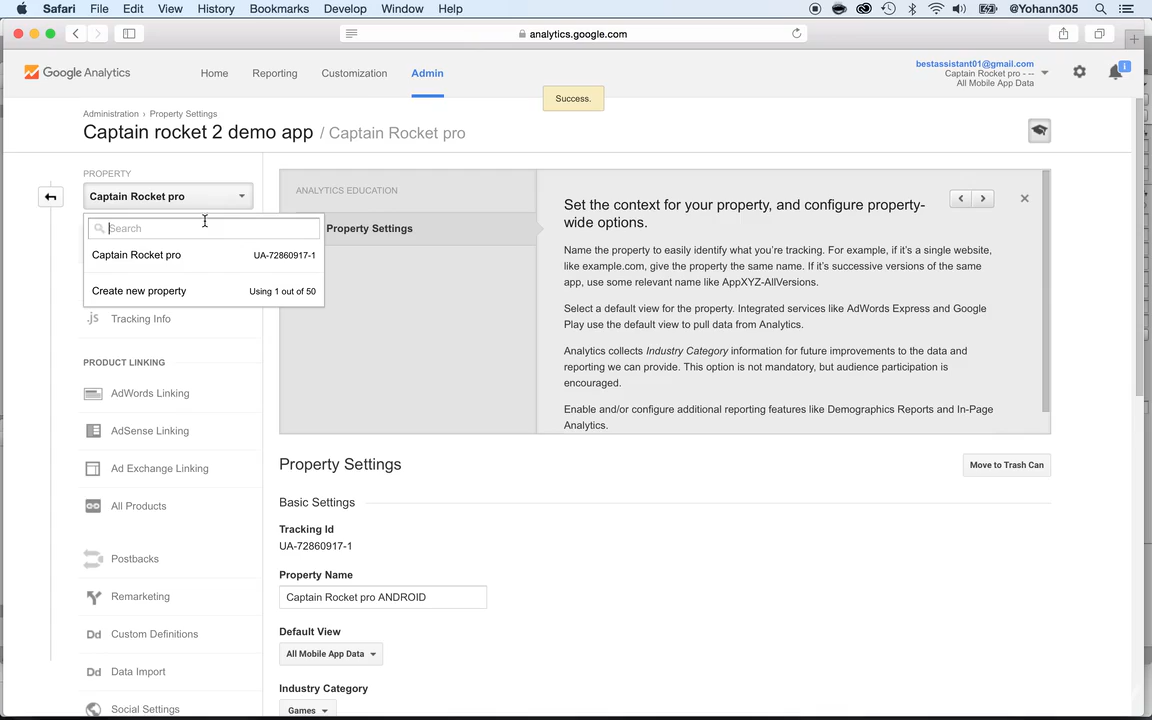 Safari File Edit View History Bookmarks Develop Window Help @Yohann305
analytics.google.com
Google Analytics Home Reporting Customization Admin
bestassistant01@gmail.com
Captain Rocket pro - --
All Mobile App Data
1
Success.
Administration › Property Settings
Captain rocket 2 demo app / Captain Rocket pro
PROPERTY
Captain Rocket pro
Search
Captain Rocket pro UA-72860917-1
Create new property Using 1 out of 50
.js Tracking Info
PRODUCT LINKING
AdWords Linking
AdSense Linking
Ad Exchange Linking
All Products
Postbacks
Remarketing
Dd Custom Definitions
Dd Data Import
Social Settings
ANALYTICS EDUCATION
Property Settings
Set the context for your property, and configure property-
wide options.
Name the property to easily identify what you're tracking. For example, if it's a single website,
like example.com, give the property the same name. If it's successive versions of the same
app, use some relevant name like AppXYZ-AllVersions.
Select a default view for the property. Integrated services like AdWords Express and Google
Play use the default view to pull data from Analytics.
Analytics collects Industry Category information for future improvements to the data and
reporting we can provide. This option is not mandatory, but audience participation is
encouraged.
Enable and/or configure additional reporting features like Demographics Reports and In-Page
Analytics.
Property Settings
Move to Trash Can
Basic Settings
Tracking Id
UA-72860917-1
Property Name
Captain Rocket pro ANDROID
Default View
All Mobile App Data
Industry Category
Games